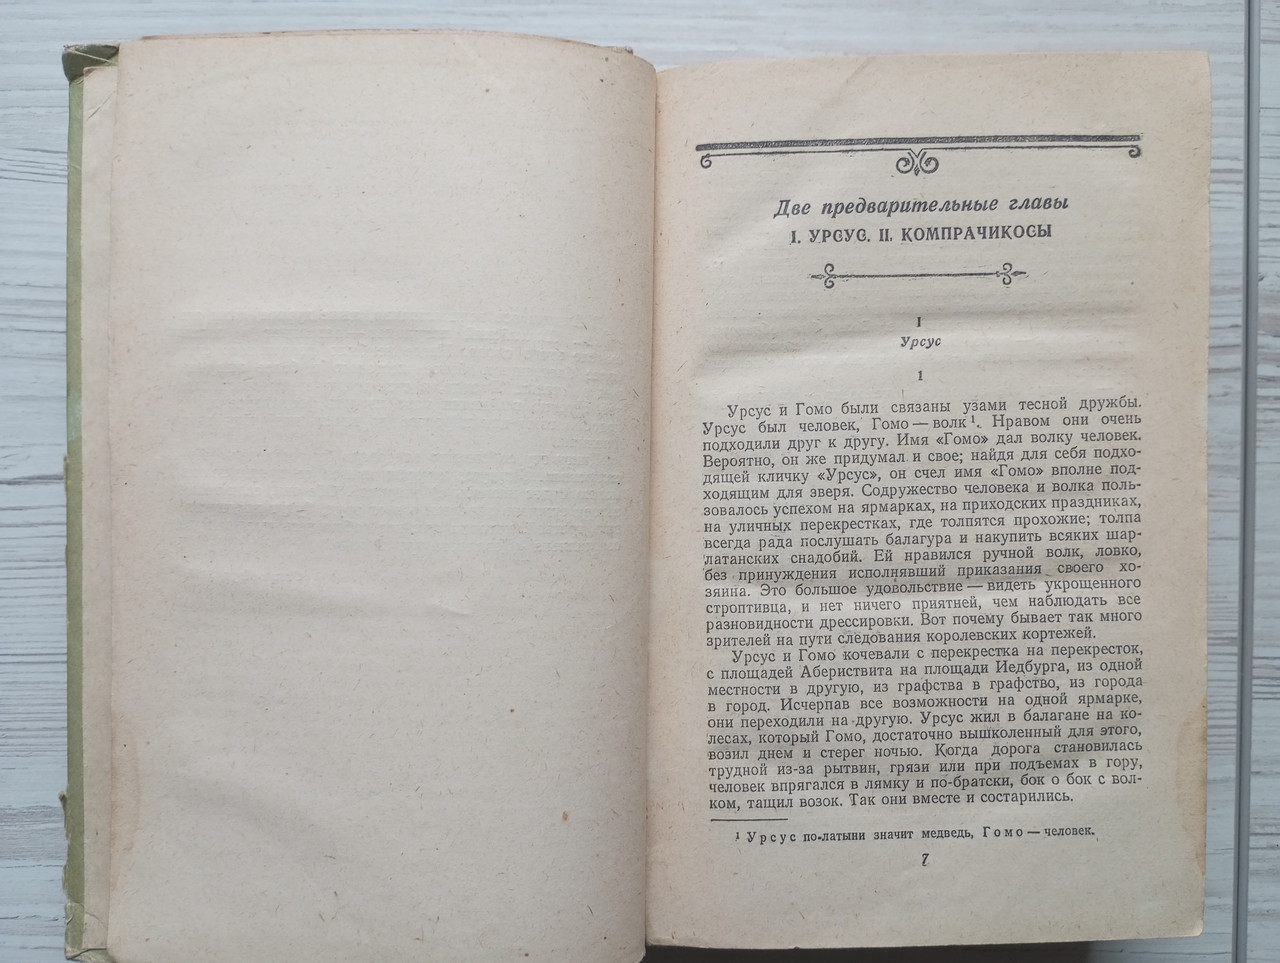 Две предварительные главы
I. УРСУС. II. КОМПРАЧИКОСЫ
I
Урсус
1
Урсус и Гомо были связаны узами тесной дружбы.
Урсус был человек, Гомо — волк¹. Нравом они очень
подходили друг к другу. Имя «Гомо» дал волку человек.
Вероятно, он же придумал и свое; найдя для себя подхо-
дящей кличку «Урсус», он счел имя «Гомо» вполне под-
ходящим для зверя. Содружество человека и волка поль-
зовалось успехом на ярмарках, на приходских праздниках,
на уличных перекрестках, где толпятся прохожие; толпа
всегда рада послушать балагура и накупить всяких шар-
латанских снадобий. Ей нравился ручной волк, ловко,
без принуждения исполнявший приказания своего хо-
зяина. Это большое удовольствие — видеть укрощенного
строптивца, и нет ничего приятней, чем наблюдать все
разновидности дрессировки. Вот почему бывает так много
зрителей на пути следования королевских кортежей.
Урсус и Гомо кочевали с перекрестка на перекресток,
с площадей Абериствита на площади Иедбурга, из одной
местности в другую, из графства в графство, из города
в город. Исчерпав все возможности на одной ярмарке,
они переходили на другую. Урсус жил в балагане на ко-
лесах, который Гомо, достаточно вышколенный для этого,
возил днем и стерег ночью. Когда дорога становилась
трудной из-за рытвин, грязи или при подъемах в гору,
человек впрягался в лямку и по-братски, бок о бок с вол-
ком, тащил возок. Так они вместе и состарились.
¹ Урсус по-латыни значит медведь, Гомо — человек.
7